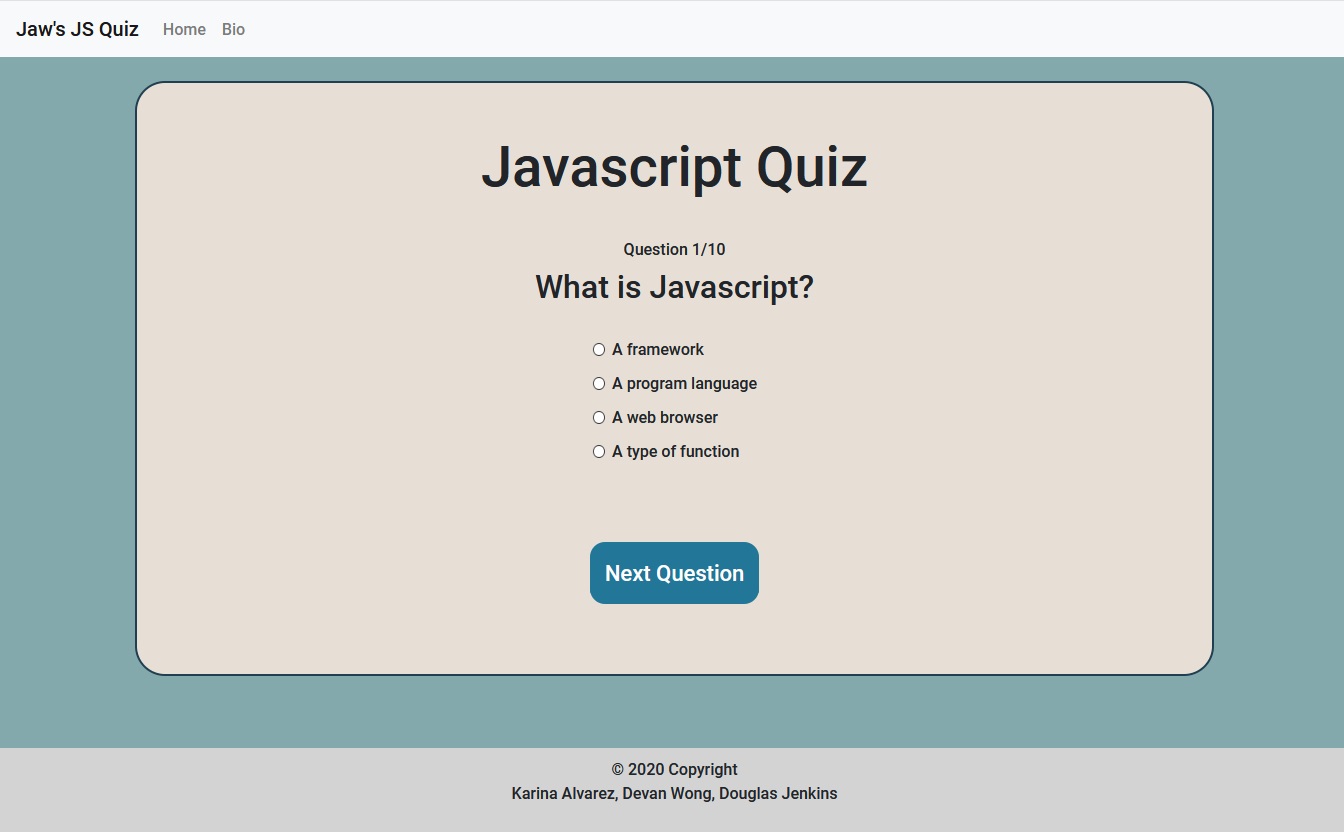 Jaw's JS Quiz Home Bio
Javascript Quiz
Question 1/10
What is Javascript?
A framework
A program language
A web browser
A type of function
Next Question
© 2020 Copyright
Karina Alvarez, Devan Wong, Douglas Jenkins